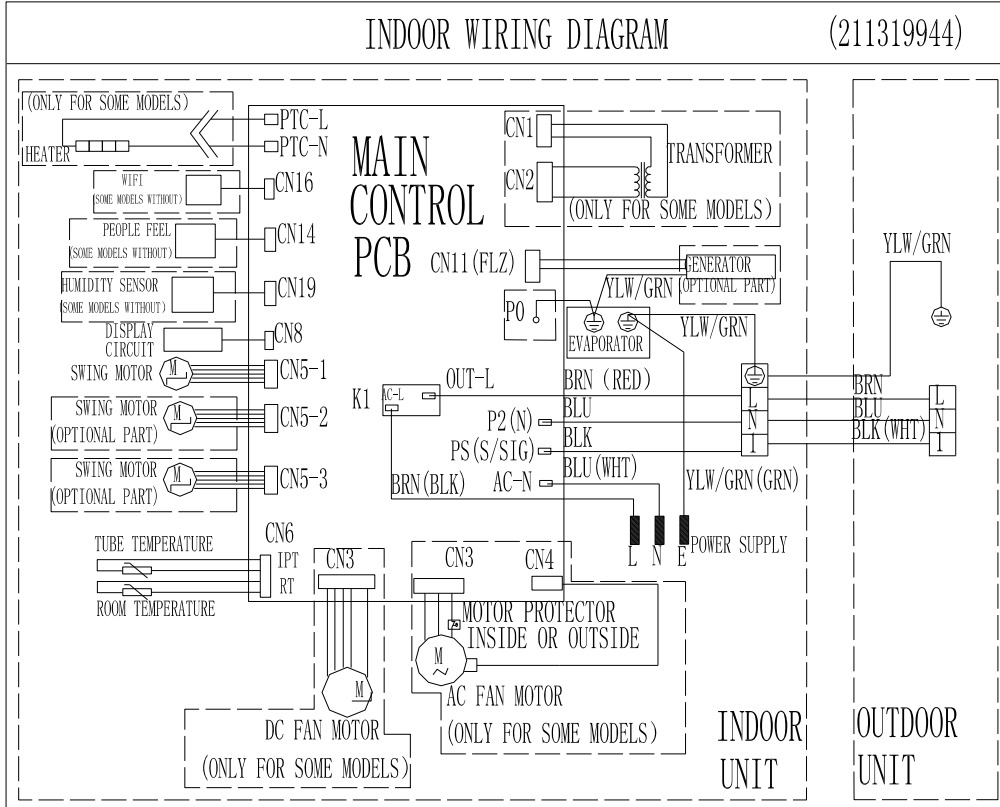 INDOOR WIRING DIAGRAM
(211319944)
(ONLY FOR SOME MODELS)
HEATER
PTC-L
PTC-N
WIFI
(SOME MODELS WITHOUT)
CN16
PEOPLE FEEL
(SOME MODELS WITHOUT)
CN14
HUMIDITY SENSOR
(SOME MODELS WITHOUT)
CN19
DISPLAY
CIRCUIT
CN8
SWING MOTOR
M
CN5-1
SWING MOTOR
(OPTIONAL PART)
M
CN5-2
SWING MOTOR
(OPTIONAL PART)
M
CN5-3
TUBE TEMPERATURE
ROOM TEMPERATURE
CN6
IPT
RT
MAIN
CONTROL
PCB
CN1
CN2
TRANSFORMER
(ONLY FOR SOME MODELS)
CN11(FLZ)
GENERATOR
(OPTIONAL PART)
YLW/GRN
P0
EVAPORATOR
YLW/GRN
K1
AC-L
OUT-L
BRN (RED)
P2(N)
BLU
PS(S/SIG)
BLK
AC-N
BLU(WHT)
BRN(BLK)
L
N
1
YLW/GRN(GRN)
L N E
POWER SUPPLY
YLW/GRN
BRN
BLU
BLK(WHT)
L
N
1
CN3
M
DC FAN MOTOR
(ONLY FOR SOME MODELS)
CN3
CN4
MOTOR PROTECTOR
INSIDE OR OUTSIDE
M
AC FAN MOTOR
(ONLY FOR SOME MODELS)
INDOOR
UNIT
OUTDOOR
UNIT